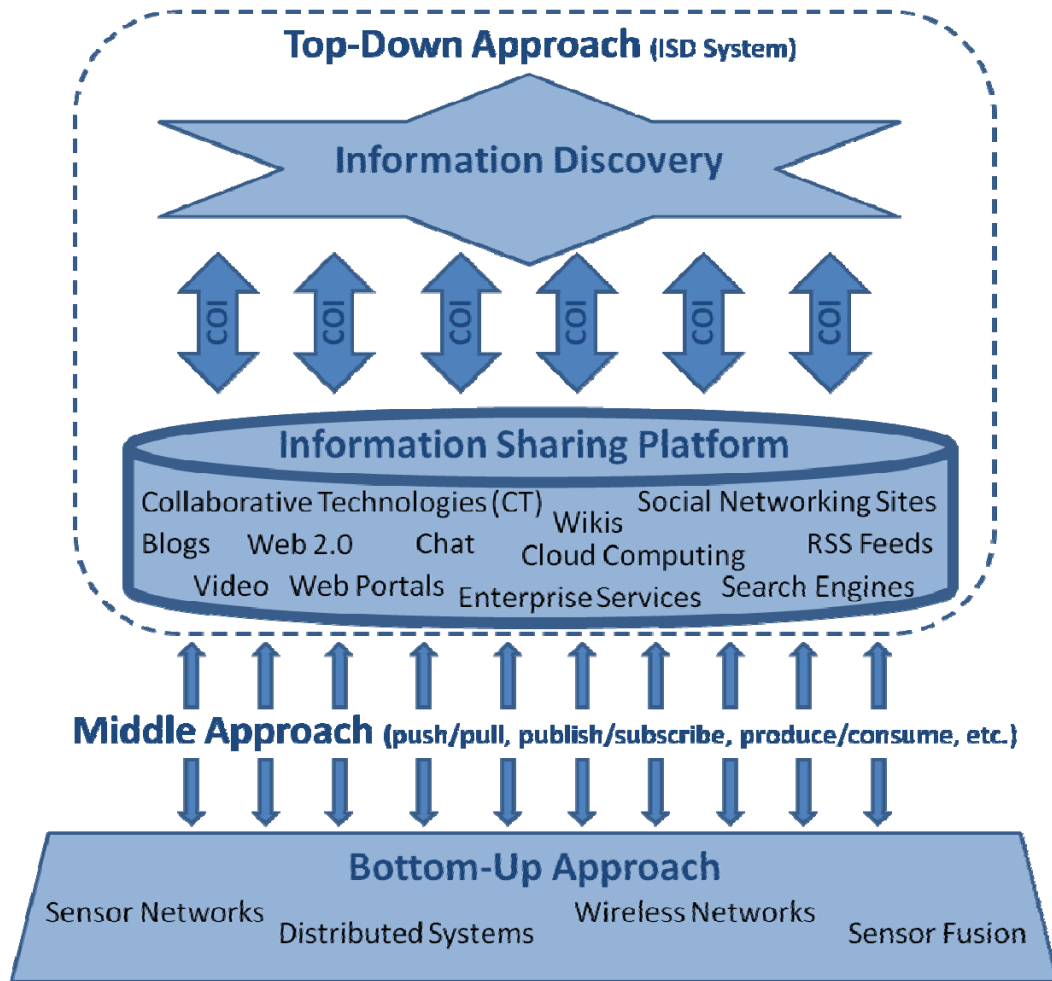 Top-Down Approach (ISD System)
Information Discovery
COI COI COI COI COI COI
Information Sharing Platform
Collaborative Technologies (CT) Wikis Social Networking Sites
Blogs Web 2.0 Chat Cloud Computing RSS Feeds
Video Web Portals Enterprise Services Search Engines
Middle Approach (push/pull, publish/subscribe, produce/consume, etc.)
Bottom-Up Approach
Sensor Networks Distributed Systems Wireless Networks Sensor Fusion